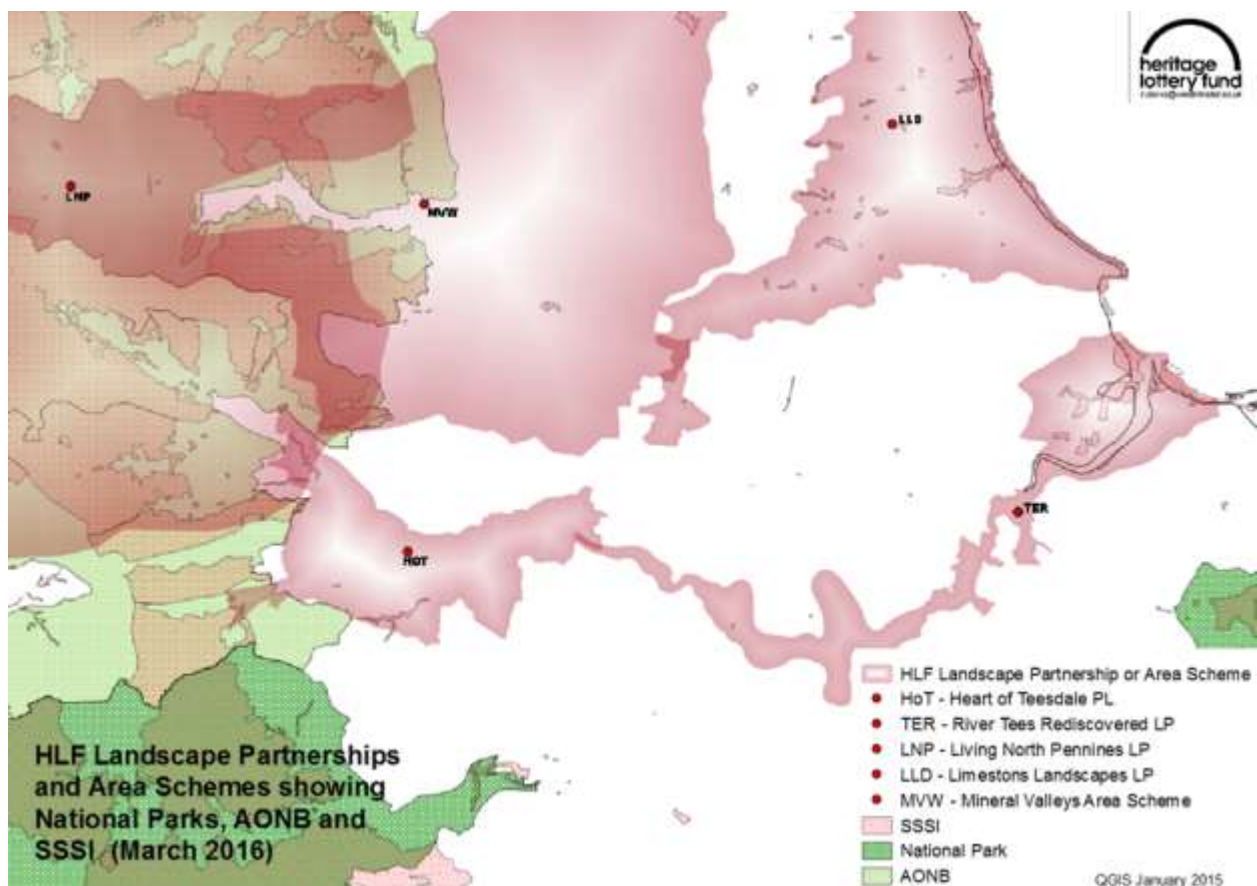 heritage
lottery fund
LLD
LNP
MVW
TER
HOT
HLF Landscape Partnership or Area Scheme
HoT - Heart of Teesdale PL
TER - River Tees Rediscovered LP
LNP - Living North Pennines LP
LLD - Limestons Landscapes LP
MVW - Mineral Valleys Area Scheme
SSSI
National Park
AONB
HLF Landscape Partnerships
and Area Schemes showing
National Parks, AONB and
SSSI (March 2016)
QGIS January 2015